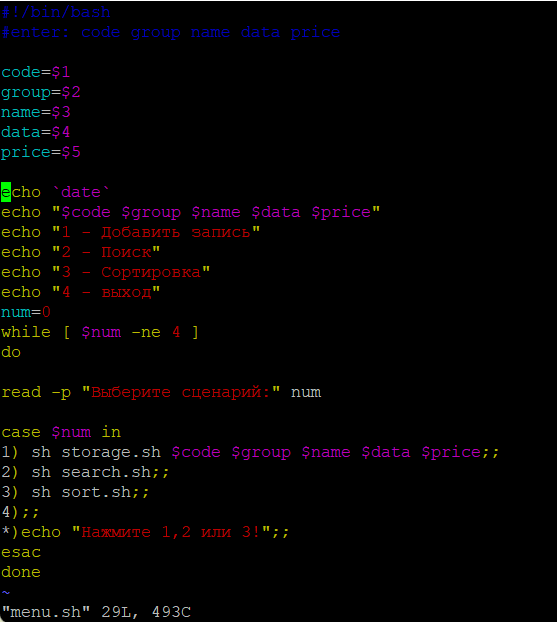 #!/bin/bash
#enter: code group name data price
code=$1
group=$2
name=$3
data=$4
price=$5
echo `date`
echo "$code $group $name $data $price"
echo "1 - Добавить запись"
echo "2 - Поиск"
echo "3 - Сортировка"
echo "4 - выход"
num=0
while [ $num -ne 4 ]
do
read -p "Выберите сценарий:" num
case $num in
1) sh storage.sh $code $group $name $data $price;;
2) sh search.sh;;
3) sh sort.sh;;
4);;
*)echo "Нажмите 1,2 или 3!";;
esac
done
~
"menu.sh" 29L, 493C